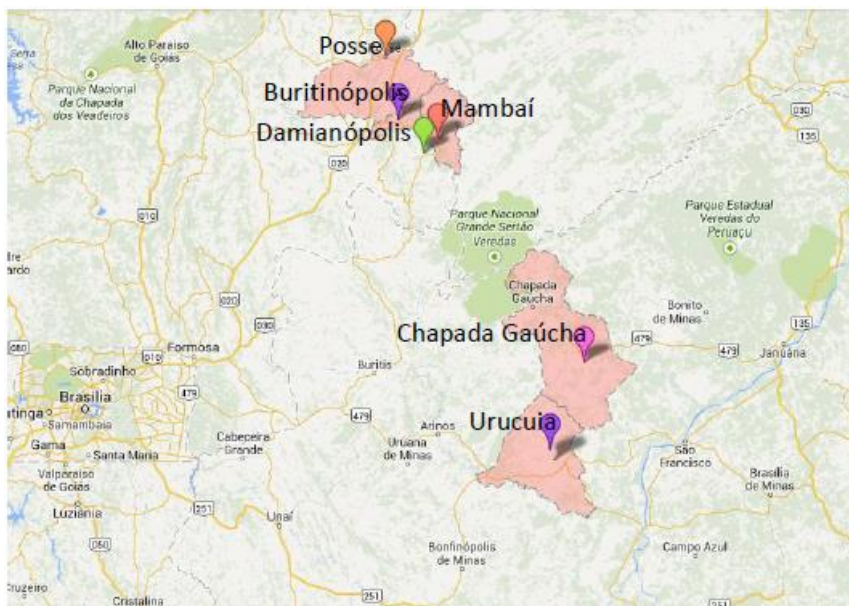 Posse
Alto Paraíso
de Goiás
Parque Nacional
da Chapada
dos Veadeiros
Buritinópolis
Mambaí
Damianópolis
030
135
020
010
Parque Nacional
Grande Sertão
Veredas
Parque Estadual
Veredas do
Peruaçu
Chapada
Gaucha
020
030
Bonito
de Minas
135
Chapada Gaúcha
479
479
Januária
080
010
Formosa
Sobradinho
Buritis
479
Brasília
Samambaia
479
Arinos
Urucuia
Gama
Santa Maria
Cabeceira
Grande
Uruana
de Minas
São
Francisco
Valparaíso
de Goiás
Brasília
de Minas
Luziânia
251
Unaí
050
Bonfinópolis
de Minas
Campo Azul
Cristalina
251
251